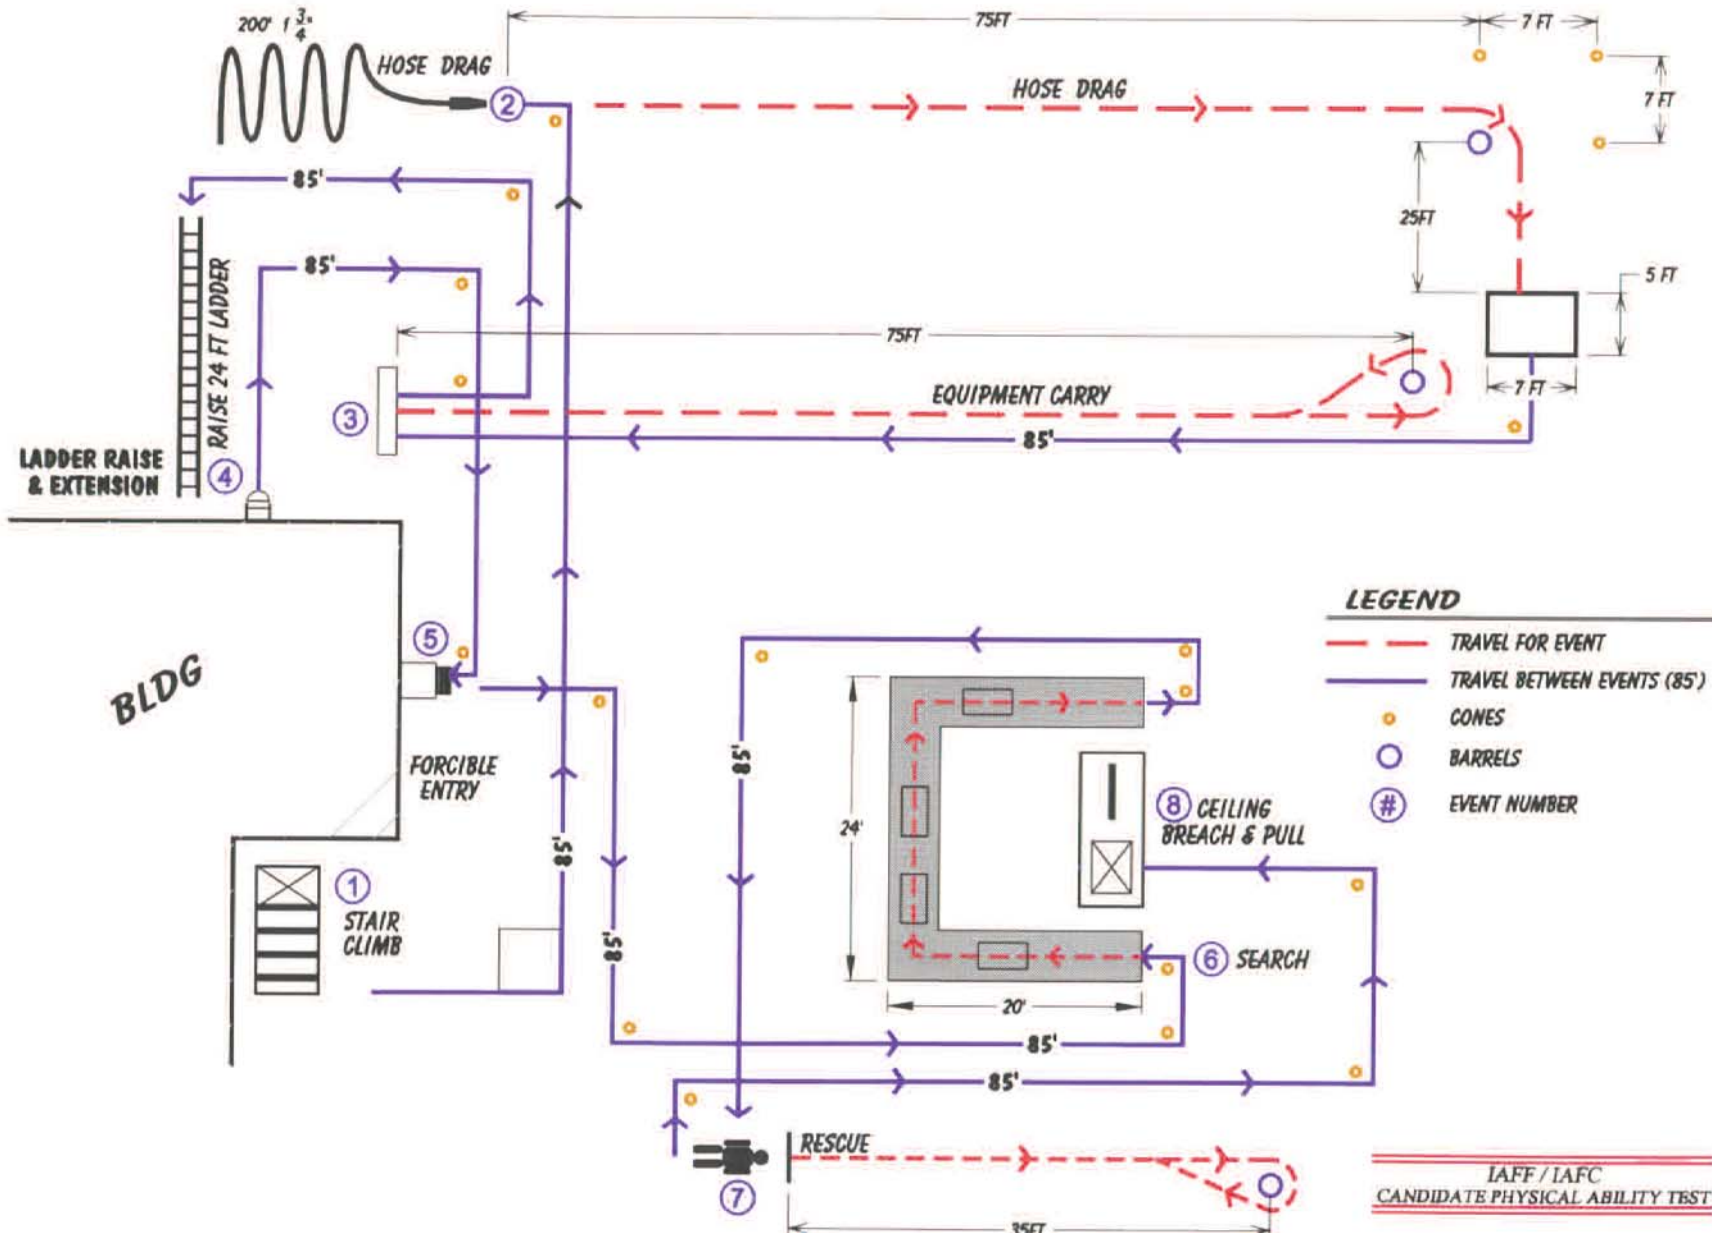 200' 1 3/4"
HOSE DRAG
2
75FT
7 FT
HOSE DRAG
7 FT
85'
25FT
85'
RAISE 24 FT LADDER
5 FT
75FT
7 FT
3
EQUIPMENT CARRY
85'
LADDER RAISE
& EXTENSION
4
BLDG
5
FORCIBLE
ENTRY
1
STAIR
CLIMB
85'
85'
85'
24'
8 CEILING
BREACH & PULL
6 SEARCH
20'
85'
85'
RESCUE
7
35FT
LEGEND
TRAVEL FOR EVENT
TRAVEL BETWEEN EVENTS (85')
CONES
BARRELS
# EVENT NUMBER
IAFF / IAFC
CANDIDATE PHYSICAL ABILITY TEST